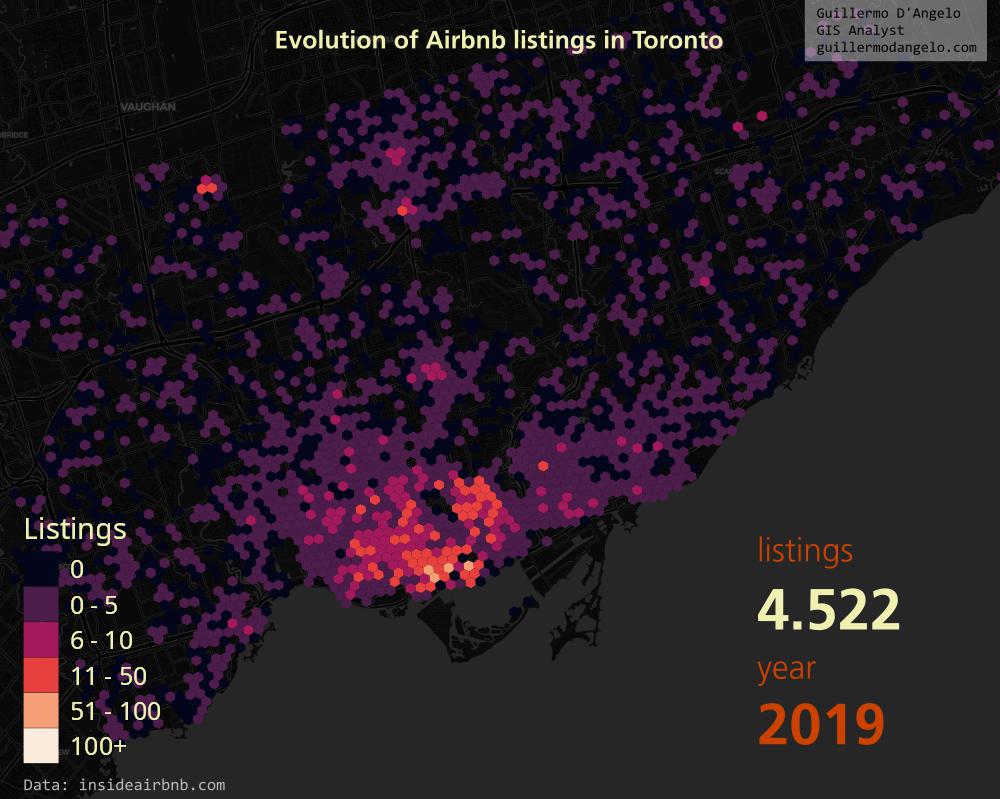 Evolution of Airbnb listings in Toronto
Guillermo D'Angelo
GIS Analyst
guillermodangelo.com
VAUGHAN
Listings
0
0 - 5
6 - 10
11 - 50
51 - 100
100+
listings
4.522
year
2019
Data: insideairbnb.com